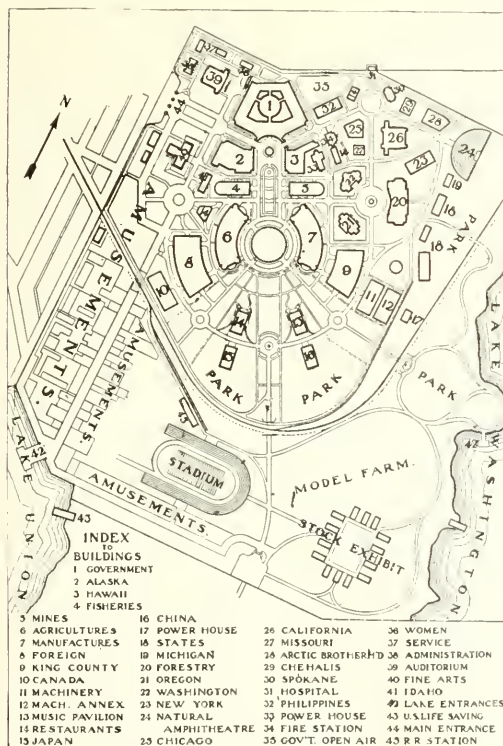 N
AMUSEMENTS.
AMUSEMENTS.
AMUSEMENTS.
PARK
PARK
PARK
PARK
LAKE
WASHINGTON
LAKE UNION
STADIUM
MODEL FARM.
STOCK EXHIBIT
INDEX
TO
BUILDINGS
1 GOVERNMENT
2 ALASKA
3 HAWAII
4 FISHERIES
5 MINES
6 AGRICULTURES
7 MANUFACTURES
8 FOREIGN
9 KING COUNTY
10 CANADA
11 MACHINERY
12 MACH. ANNEX
13 MUSIC PAVILION
14 RESTAURANTS
15 JAPAN
16 CHINA
17 POWER HOUSE
18 STATES
19 MICHIGAN
20 FORESTRY
21 OREGON
22 WASHINGTON
23 NEW YORK
24 NATURAL
AMPHITHEATRE
25 CHICAGO
26 CALIFORNIA
27 MISSOURI
28 ARCTIC BROTHERH'D
29 CHEHALIS
30 SPOKANE
31 HOSPITAL
32 PHILIPPINES
33 POWER HOUSE
34 FIRE STATION
35 GOV'T. OPEN AIR
36 WOMEN
37 SERVICE
38 ADMINISTRATION
39 AUDITORIUM
40 FINE ARTS
41 IDAHO
42 LAKE ENTRANCES
43 U.S. LIFE SAVING
44 MAIN ENTRANCE
45 R R STATION